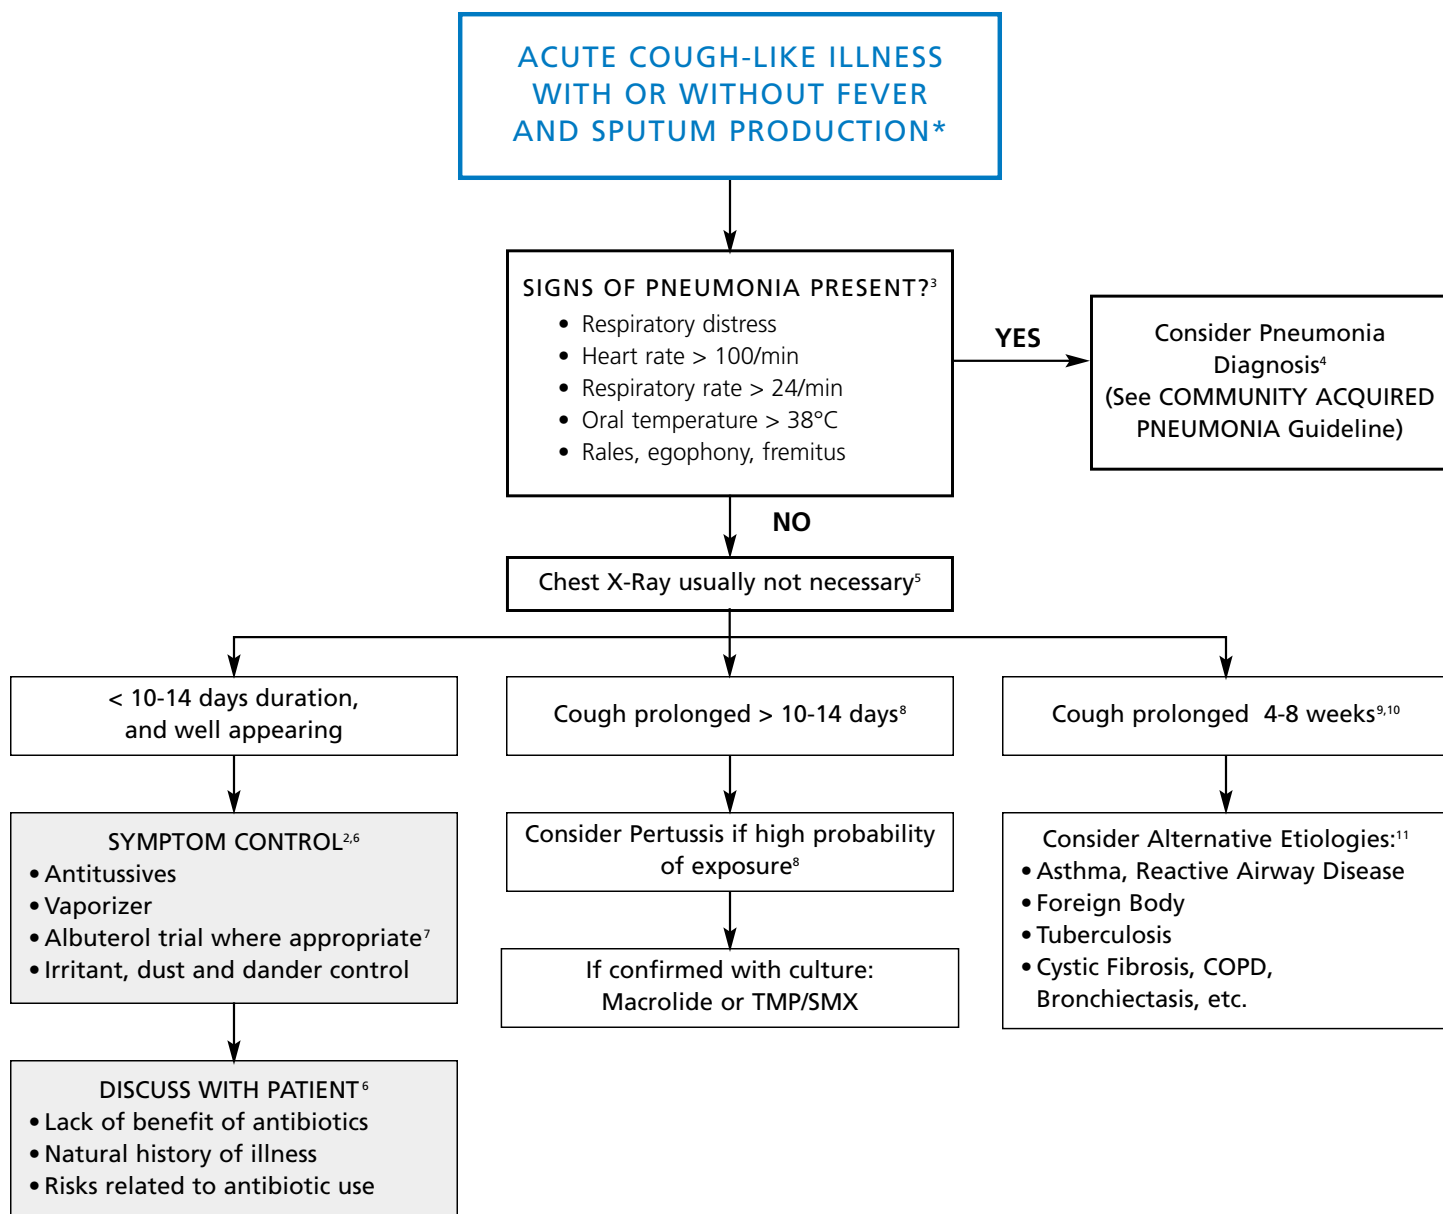 ACUTE COUGH-LIKE ILLNESS
WITH OR WITHOUT FEVER
AND SPUTUM PRODUCTION*
SIGNS OF PNEUMONIA PRESENT?³
• Respiratory distress
• Heart rate > 100/min
• Respiratory rate > 24/min
• Oral temperature > 38°C
• Rales, egophony, fremitus
YES
Consider Pneumonia
Diagnosis⁴
(See COMMUNITY ACQUIRED
PNEUMONIA Guideline)
NO
Chest X-Ray usually not necessary⁵
< 10-14 days duration,
and well appearing
SYMPTOM CONTROL²,⁶
• Antitussives
• Vaporizer
• Albuterol trial where appropriate⁷
• Irritant, dust and dander control
DISCUSS WITH PATIENT⁶
• Lack of benefit of antibiotics
• Natural history of illness
• Risks related to antibiotic use
Cough prolonged > 10-14 days⁸
Consider Pertussis if high probability
of exposure⁸
If confirmed with culture:
Macrolide or TMP/SMX
Cough prolonged 4-8 weeks⁹,¹⁰
Consider Alternative Etiologies:¹¹
• Asthma, Reactive Airway Disease
• Foreign Body
• Tuberculosis
• Cystic Fibrosis, COPD,
Bronchiectasis, etc.